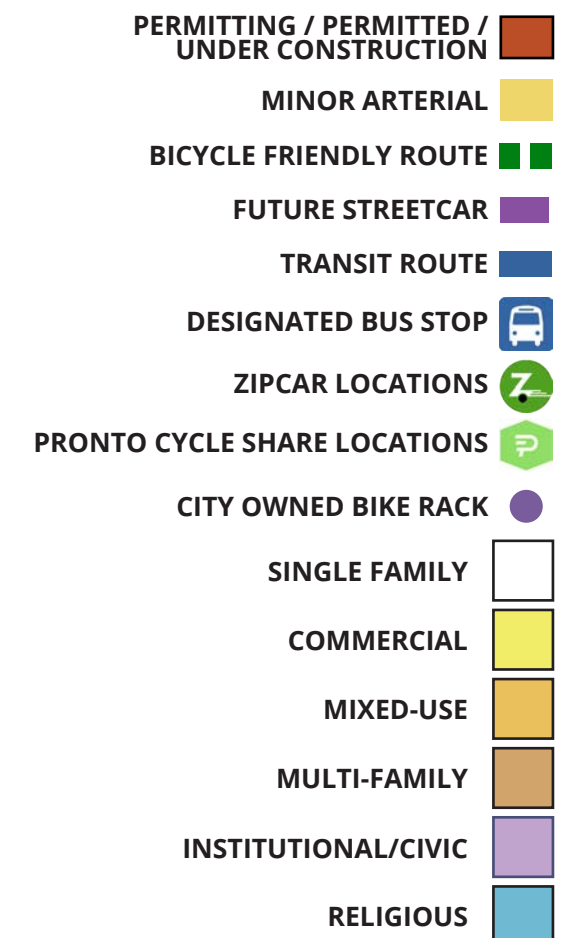 PERMITTING / PERMITTED /
UNDER CONSTRUCTION
MINOR ARTERIAL
BICYCLE FRIENDLY ROUTE
FUTURE STREETCAR
TRANSIT ROUTE
DESIGNATED BUS STOP
ZIPCAR LOCATIONS
Z
PRONTO CYCLE SHARE LOCATIONS
P
CITY OWNED BIKE RACK
SINGLE FAMILY
COMMERCIAL
MIXED-USE
MULTI-FAMILY
INSTITUTIONAL/CIVIC
RELIGIOUS